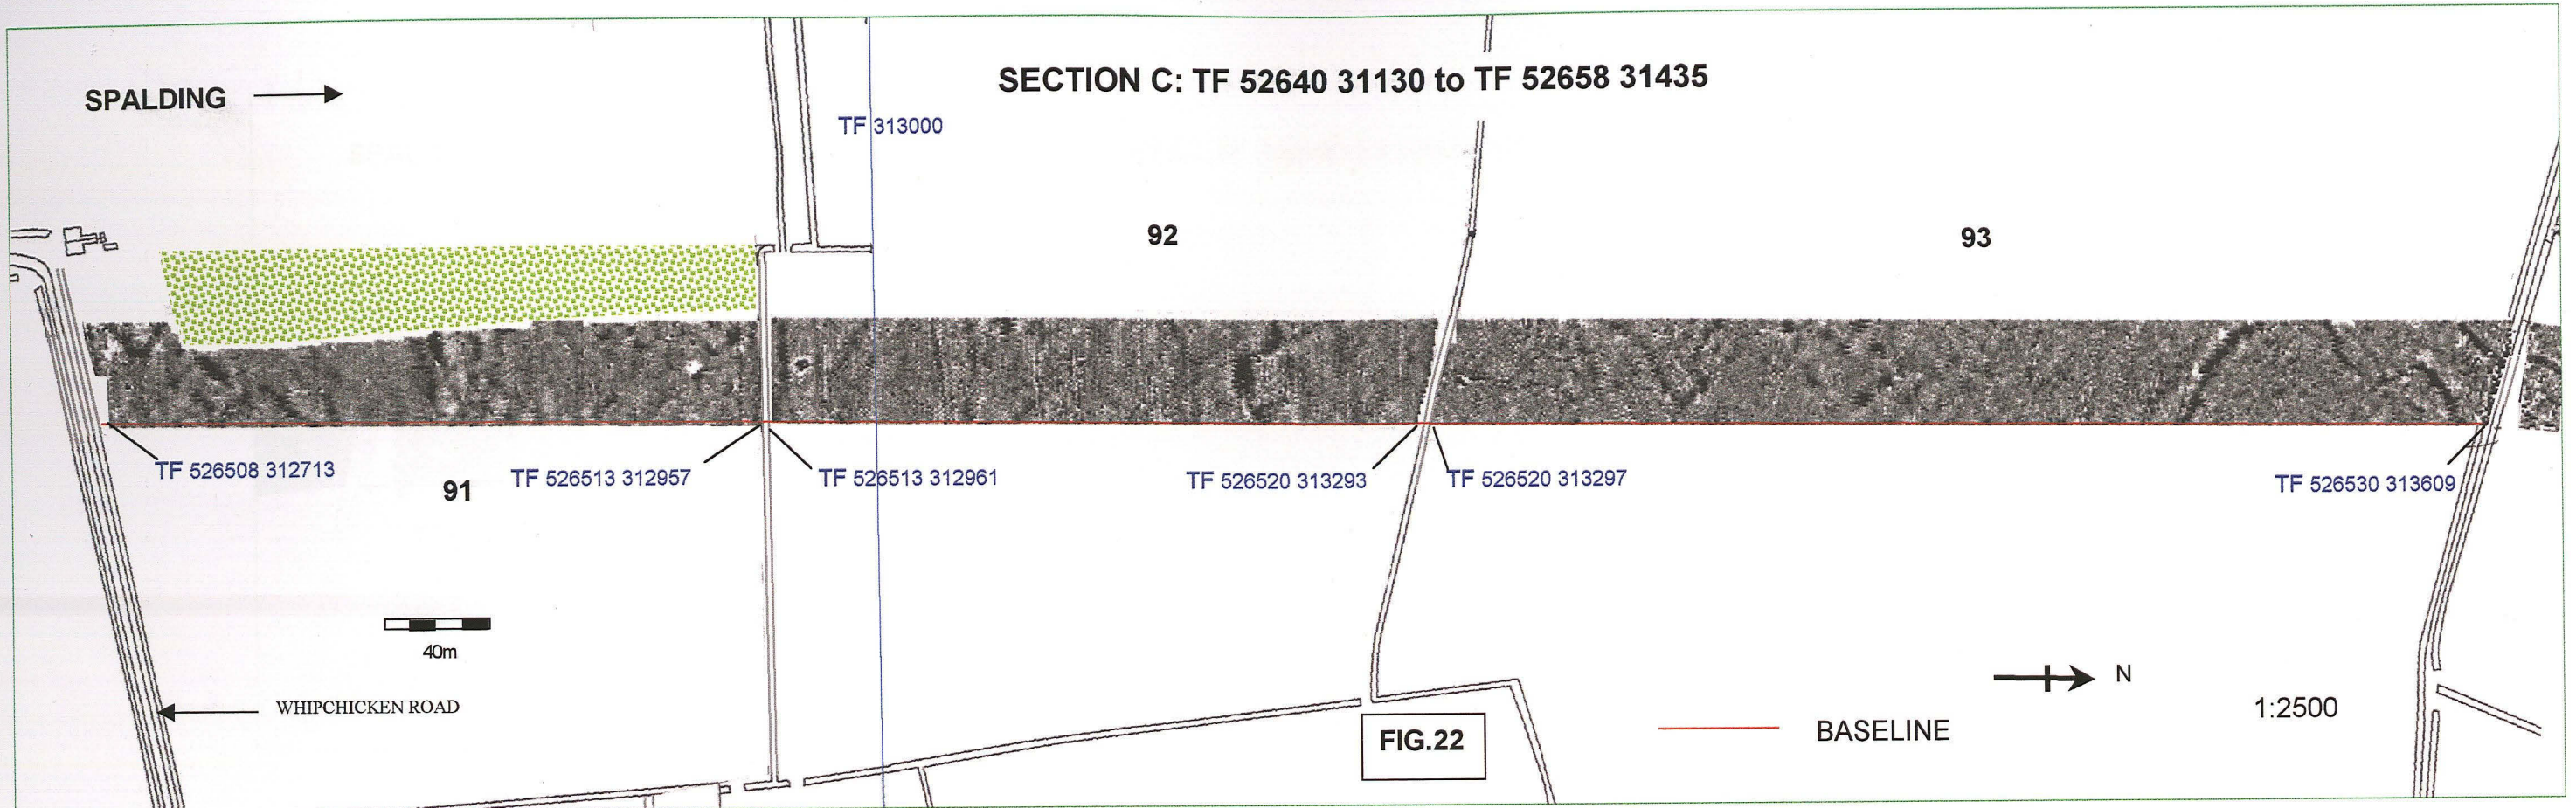 SECTION C: TF 52640 31130 to TF 52658 31435
SPALDING
TF 313000
92
93
TF 526508 312713
91
TF 526513 312957
TF 526513 312961
TF 526520 313293
TF 526520 313297
TF 526530 313609
40m
WHIPCHICKEN ROAD
N
1:2500
BASELINE
FIG.22